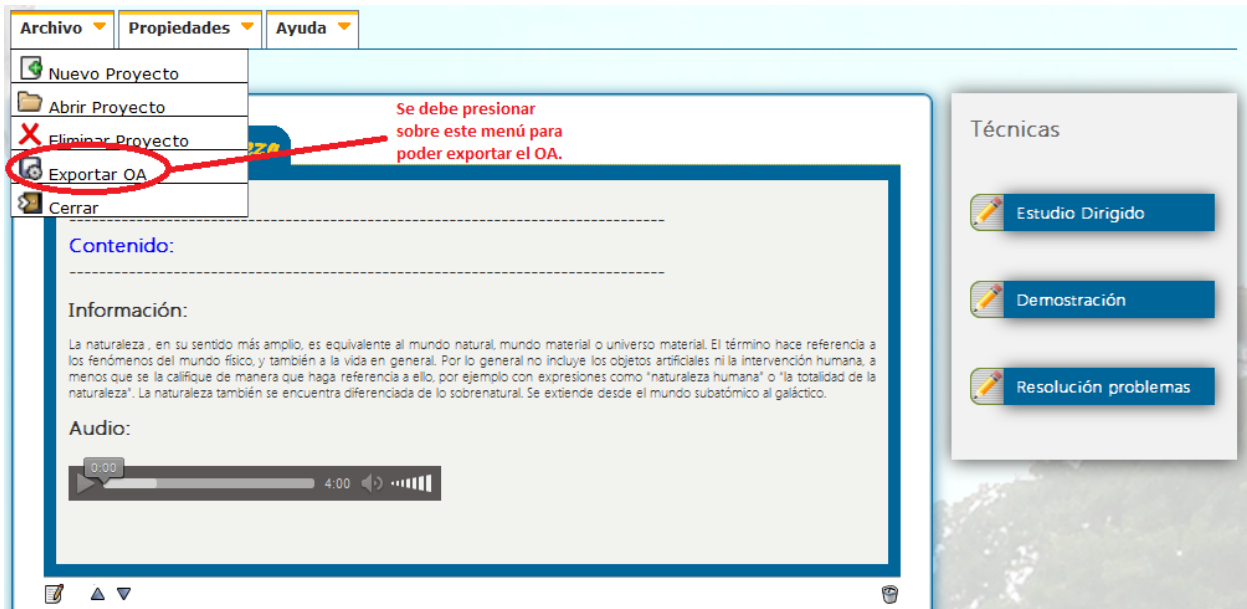 Archivo Propiedades Ayuda
Nuevo Proyecto
Abrir Proyecto
Eliminar Proyecto
Exportar OA
Cerrar
Se debe presionar
sobre este menú para
poder exportar el OA.
--------------------------------------------------------------------------------
Contenido:
--------------------------------------------------------------------------------
Información:
La naturaleza , en su sentido más amplio, es equivalente al mundo natural, mundo material o universo material. El término hace referencia a
los fenómenos del mundo físico, y también a la vida en general. Por lo general no incluye los objetos artificiales ni la intervención humana, a
menos que se la califique de manera que haga referencia a ello, por ejemplo con expresiones como "naturaleza humana" o "la totalidad de la
naturaleza". La naturaleza también se encuentra diferenciada de lo sobrenatural. Se extiende desde el mundo subatómico al galáctico.
Audio:
0:00
4:00
Técnicas
Estudio Dirigido
Demostración
Resolución problemas